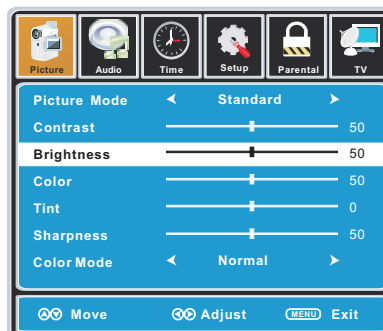 Picture Audio Time Setup Parental TV
Picture Mode Standard
Contrast 50
Brightness 50
Color 50
Tint 0
Sharpness 50
Color Mode Normal
Move Adjust MENU Exit